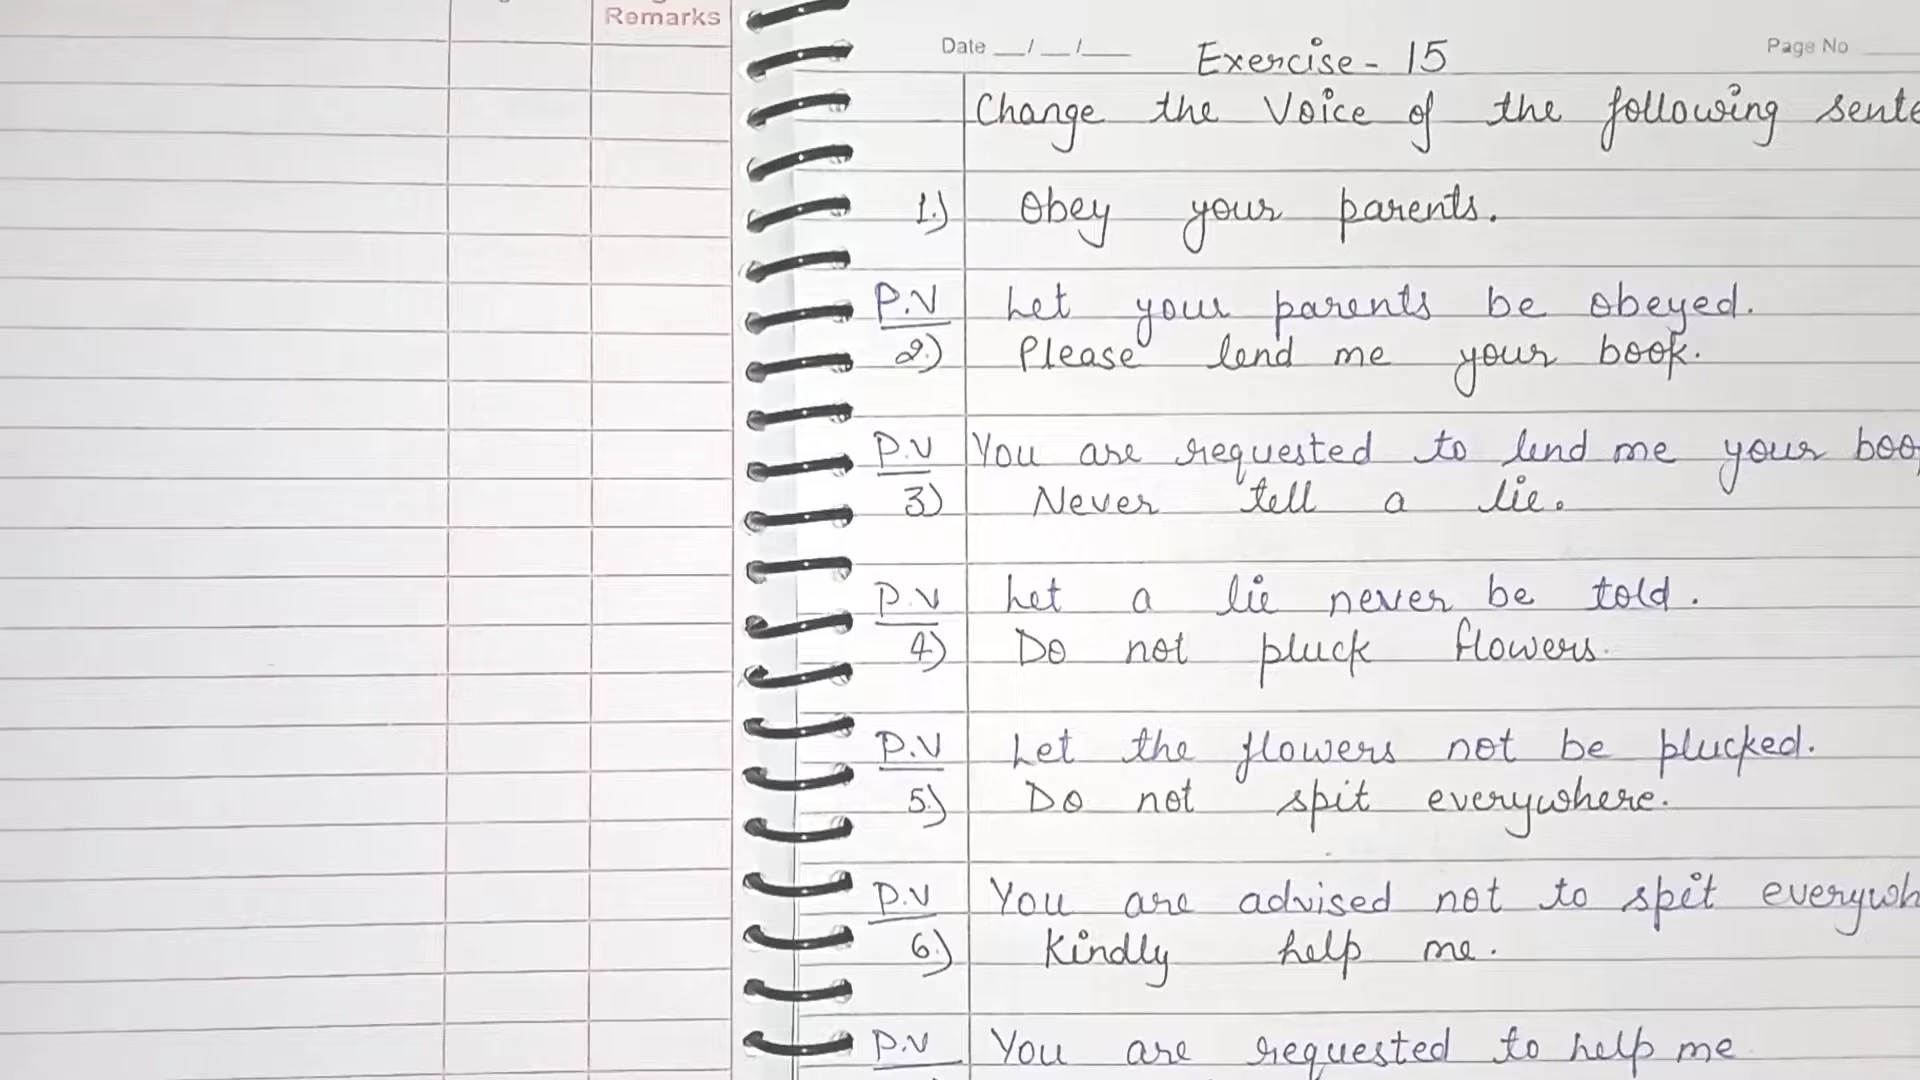 Remarks
Date __/__/__ Exercise - 15 Page No
Change the Voice of the following
1.) Obey your parents.
P.V Let your parents be obeyed.
2.) Please lend me your book.
P.V You are requested to lend me your
3) Never tell a lie.
P.V Let a lie never be told.
4) Do not pluck flowers.
P.V Let the flowers not be plucked.
5.) Do not spit everywhere.
P.V You are advised not to spit
6.) Kindly help me.
P.V You are requested to help me